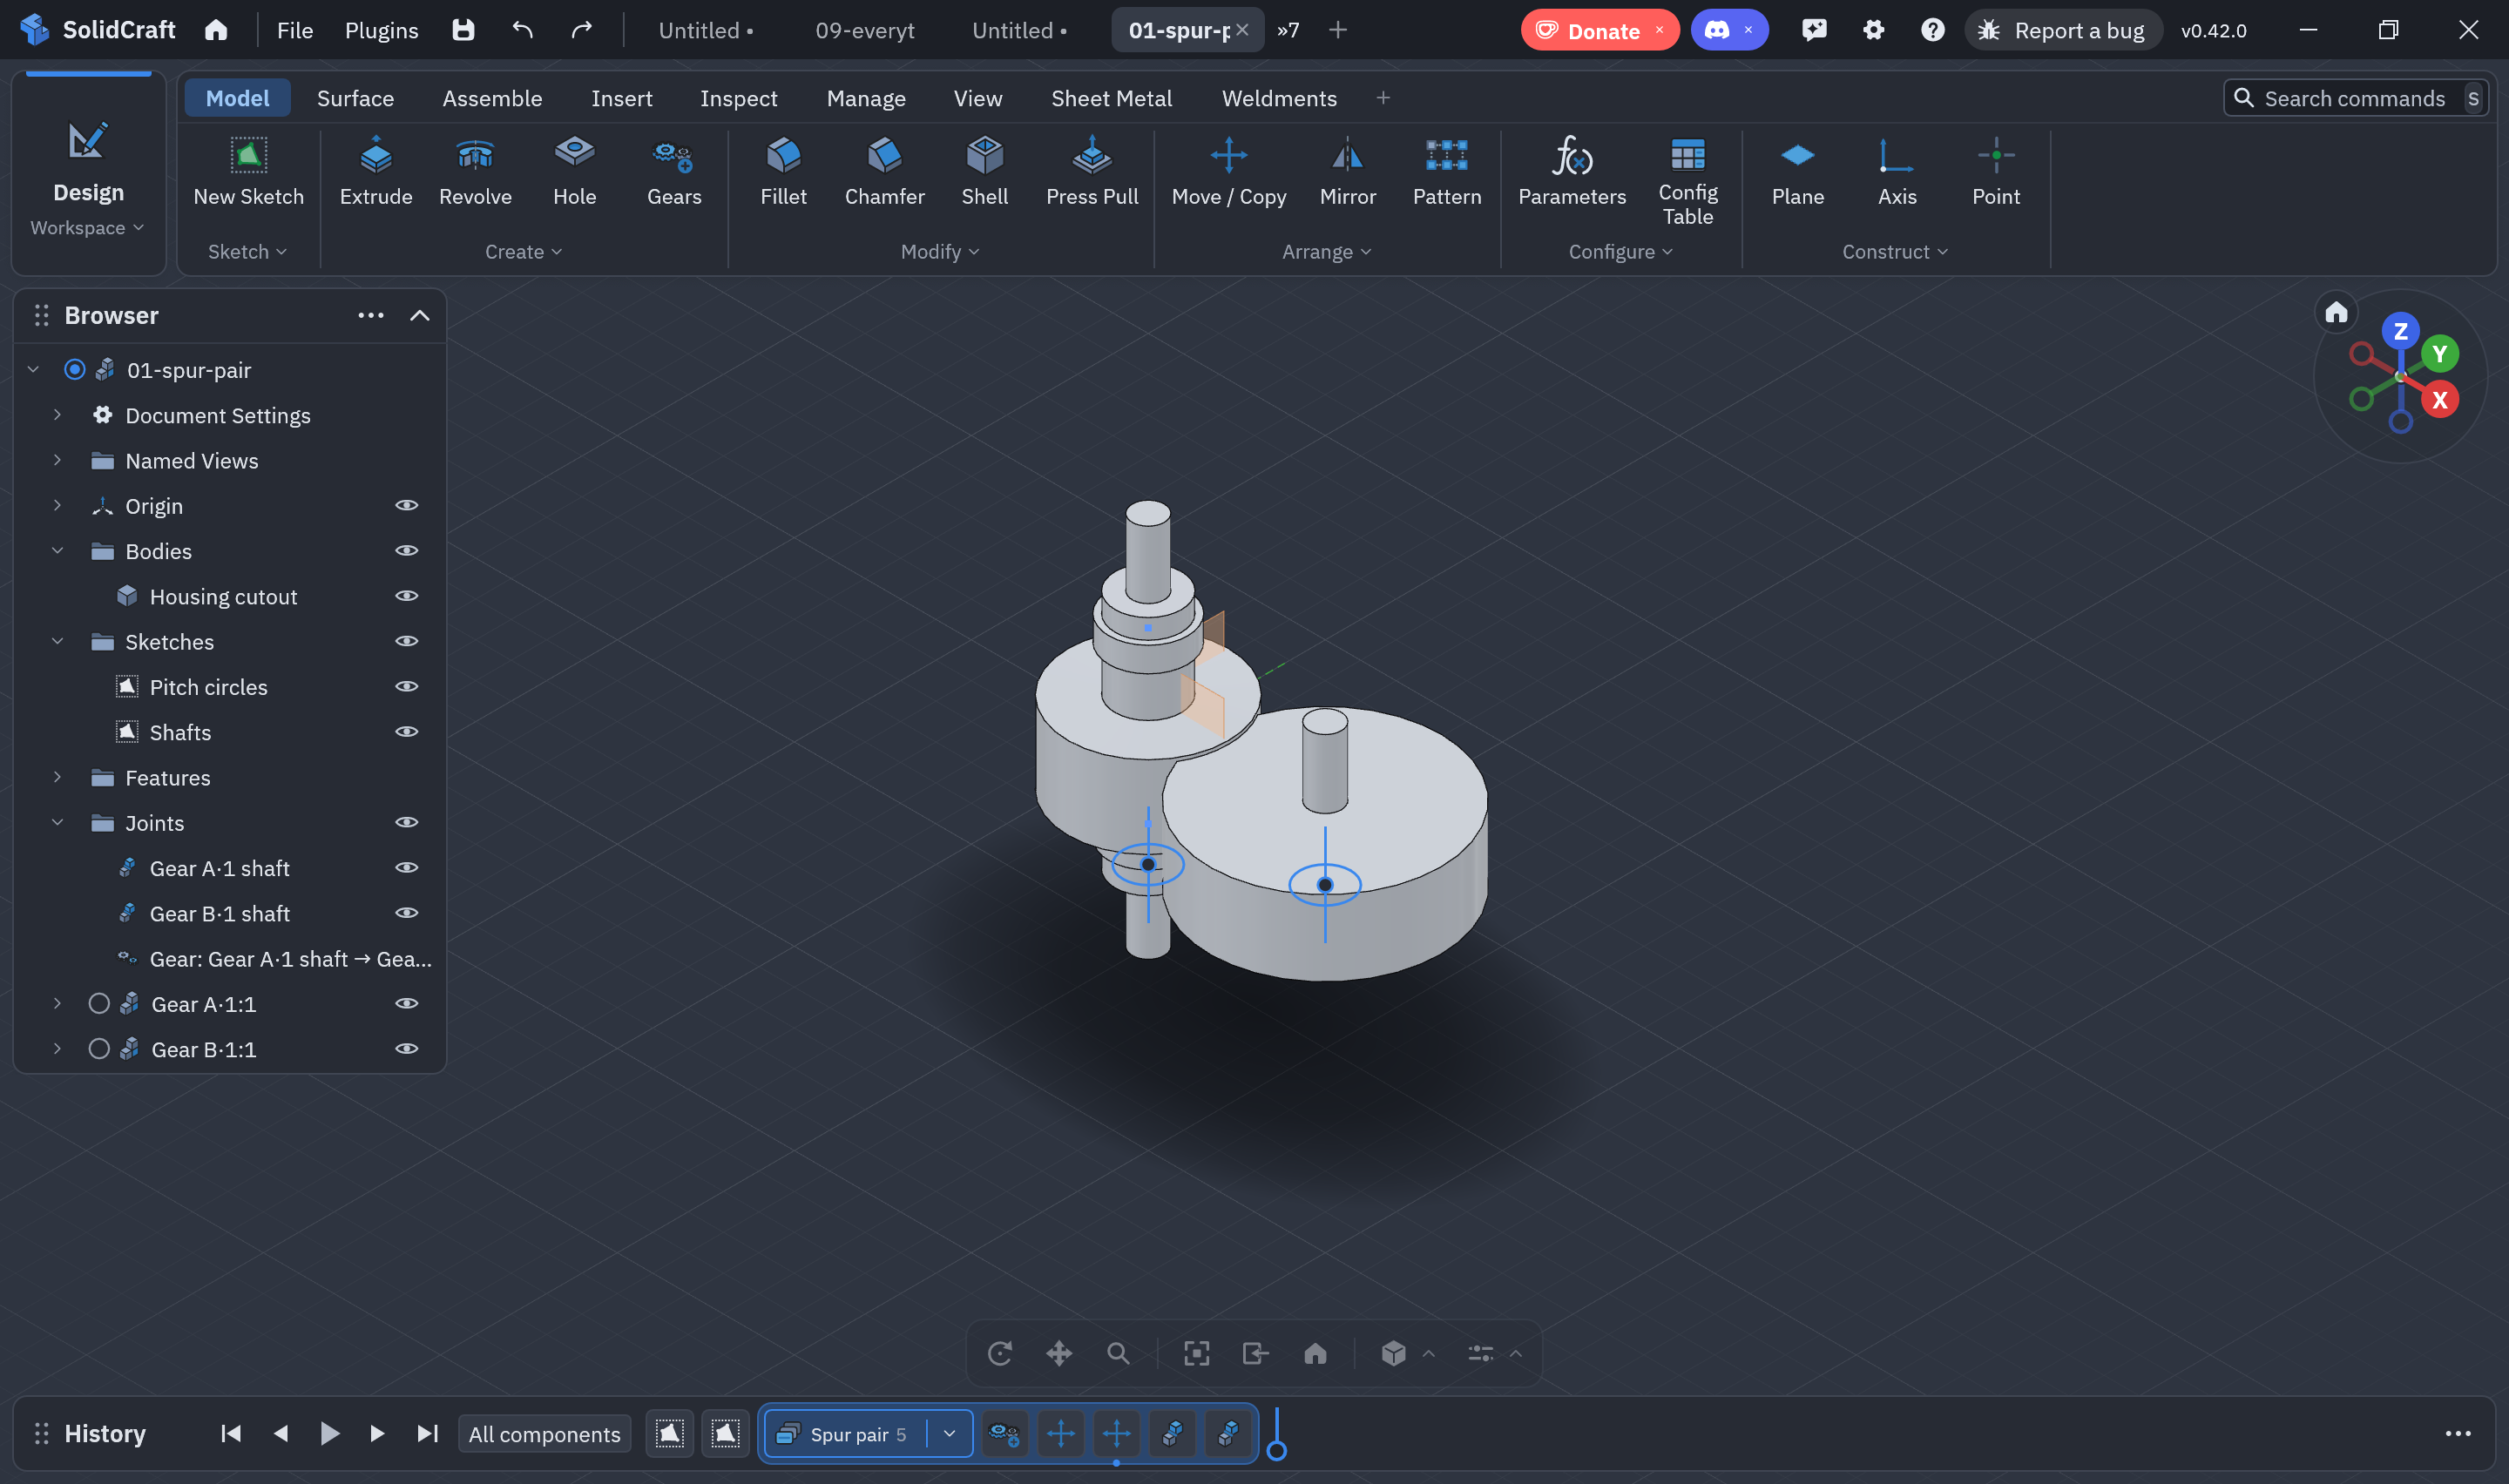 SolidCraft File Plugins Untitled • 09-everyt Untitled • 01-spur-p »7 Donate Report a bug v0.42.0
Model Surface Assemble Insert Inspect Manage View Sheet Metal Weldments Search commands S
Design
Workspace
New Sketch Extrude Revolve Hole Gears Fillet Chamfer Shell Press Pull Move / Copy Mirror Pattern Parameters Config Table Plane Axis Point
Sketch Create Modify Arrange Configure Construct
Browser
01-spur-pair
Document Settings
Named Views
Origin
Bodies
Housing cutout
Sketches
Pitch circles
Shafts
Features
Joints
Gear A·1 shaft
Gear B·1 shaft
Gear: Gear A·1 shaft → Gea...
Gear A·1:1
Gear B·1:1
Z
Y
X
History All components Spur pair 5